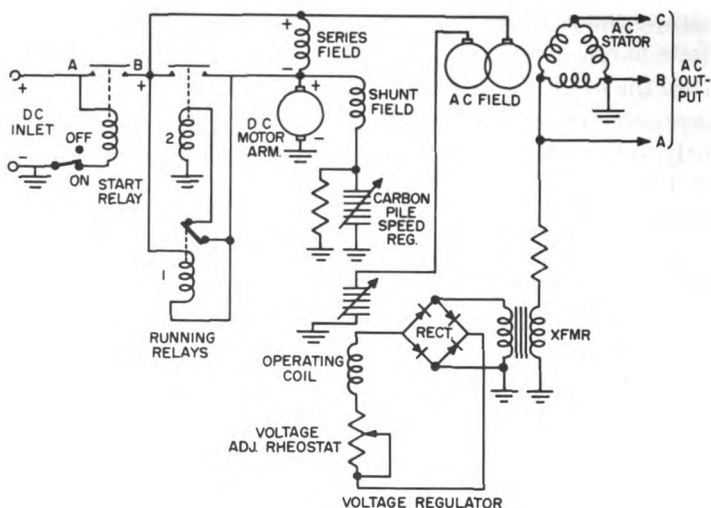 A
B
+
+
SERIES
FIELD
−
+
A C FIELD
A C
STATOR
C
B
A
A C
OUT-
PUT
+
DC
INLET
−
OFF
ON
START
RELAY
2
D C
MOTOR
ARM.
−
SHUNT
FIELD
CARBON
PILE
SPEED
REG.
1
RUNNING
RELAYS
RECT.
XFMR
OPERATING
COIL
VOLTAGE
ADJ. RHEOSTAT
VOLTAGE REGULATOR